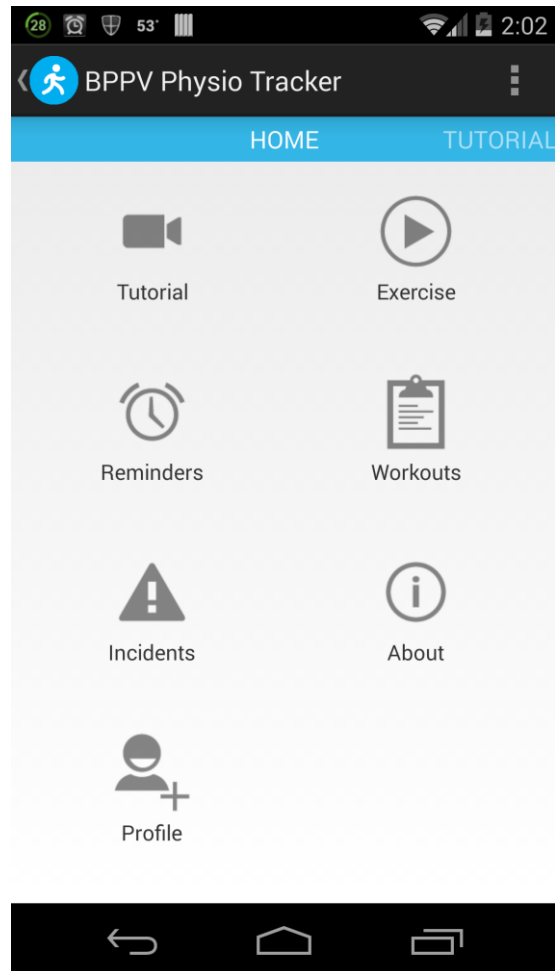 28 53° 2:02
BPPV Physio Tracker
HOME TUTORIAL
Tutorial Exercise
Reminders Workouts
Incidents About
Profile